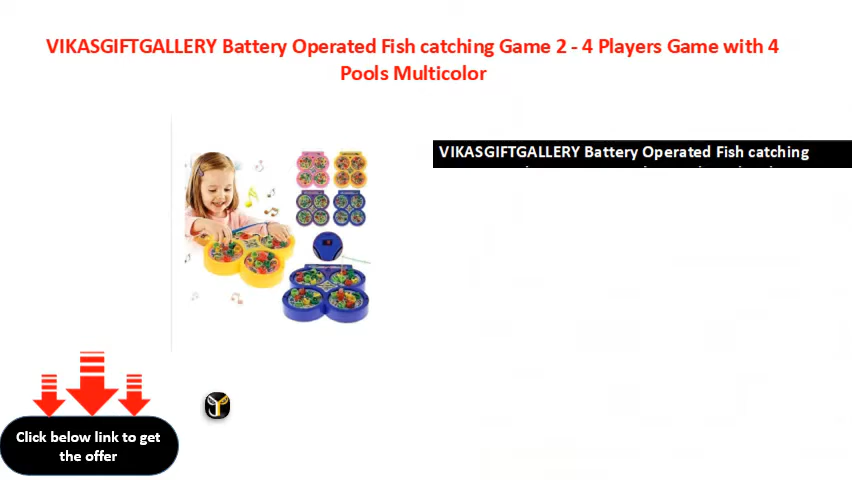 VIKASGIFTGALLERY Battery Operated Fish catching Game 2 - 4 Players Game with 4
Pools Multicolor
VIKASGIFTGALLERY Battery Operated Fish catching
Click below link to get
the offer